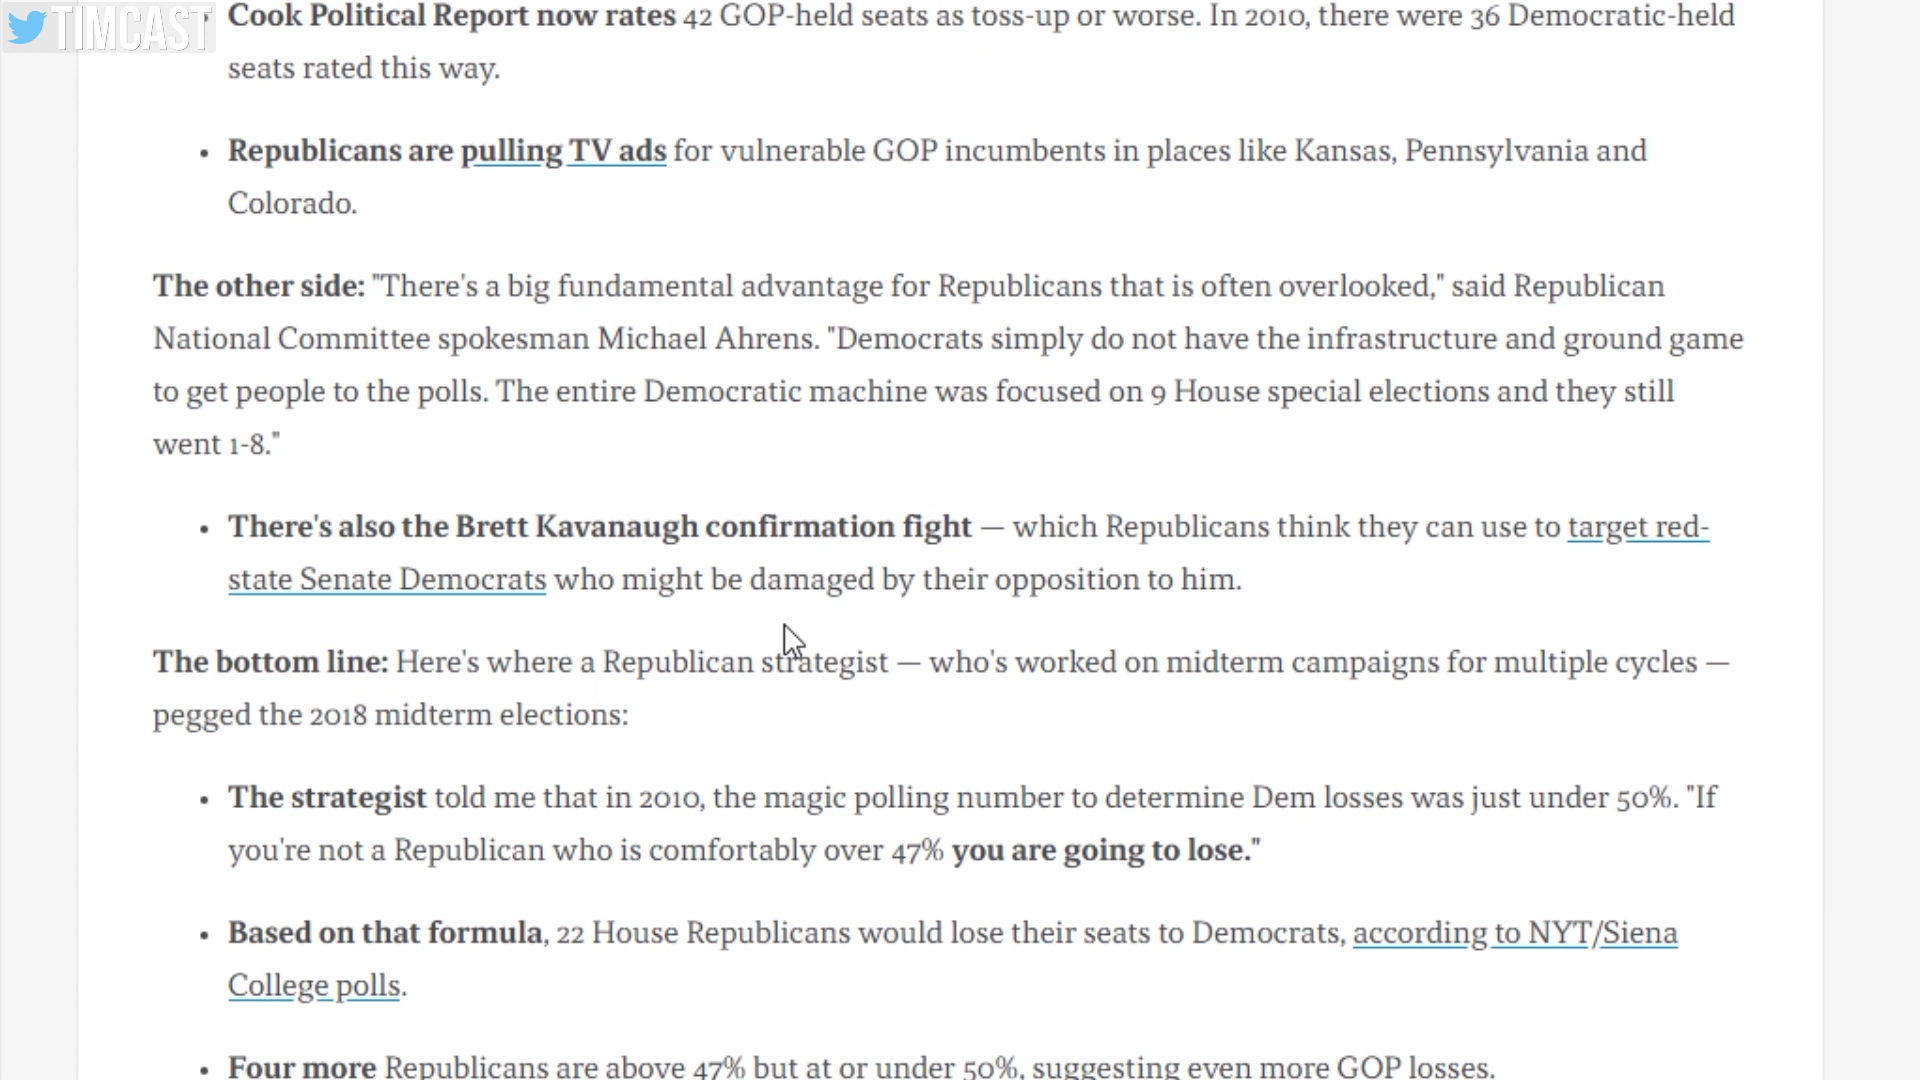 TIMCAST
Cook Political Report now rates 42 GOP-held seats as toss-up or worse. In 2010, there were 36 Democratic-held
seats rated this way.
• Republicans are pulling TV ads for vulnerable GOP incumbents in places like Kansas, Pennsylvania and
Colorado.
The other side: "There's a big fundamental advantage for Republicans that is often overlooked," said Republican
National Committee spokesman Michael Ahrens. "Democrats simply do not have the infrastructure and ground game
to get people to the polls. The entire Democratic machine was focused on 9 House special elections and they still
went 1-8."
• There's also the Brett Kavanaugh confirmation fight — which Republicans think they can use to target red-
state Senate Democrats who might be damaged by their opposition to him.
The bottom line: Here's where a Republican strategist — who's worked on midterm campaigns for multiple cycles —
pegged the 2018 midterm elections:
• The strategist told me that in 2010, the magic polling number to determine Dem losses was just under 50%. "If
you're not a Republican who is comfortably over 47% you are going to lose."
• Based on that formula, 22 House Republicans would lose their seats to Democrats, according to NYT/Siena
College polls.
• Four more Republicans are above 47% but at or under 50%, suggesting even more GOP losses.